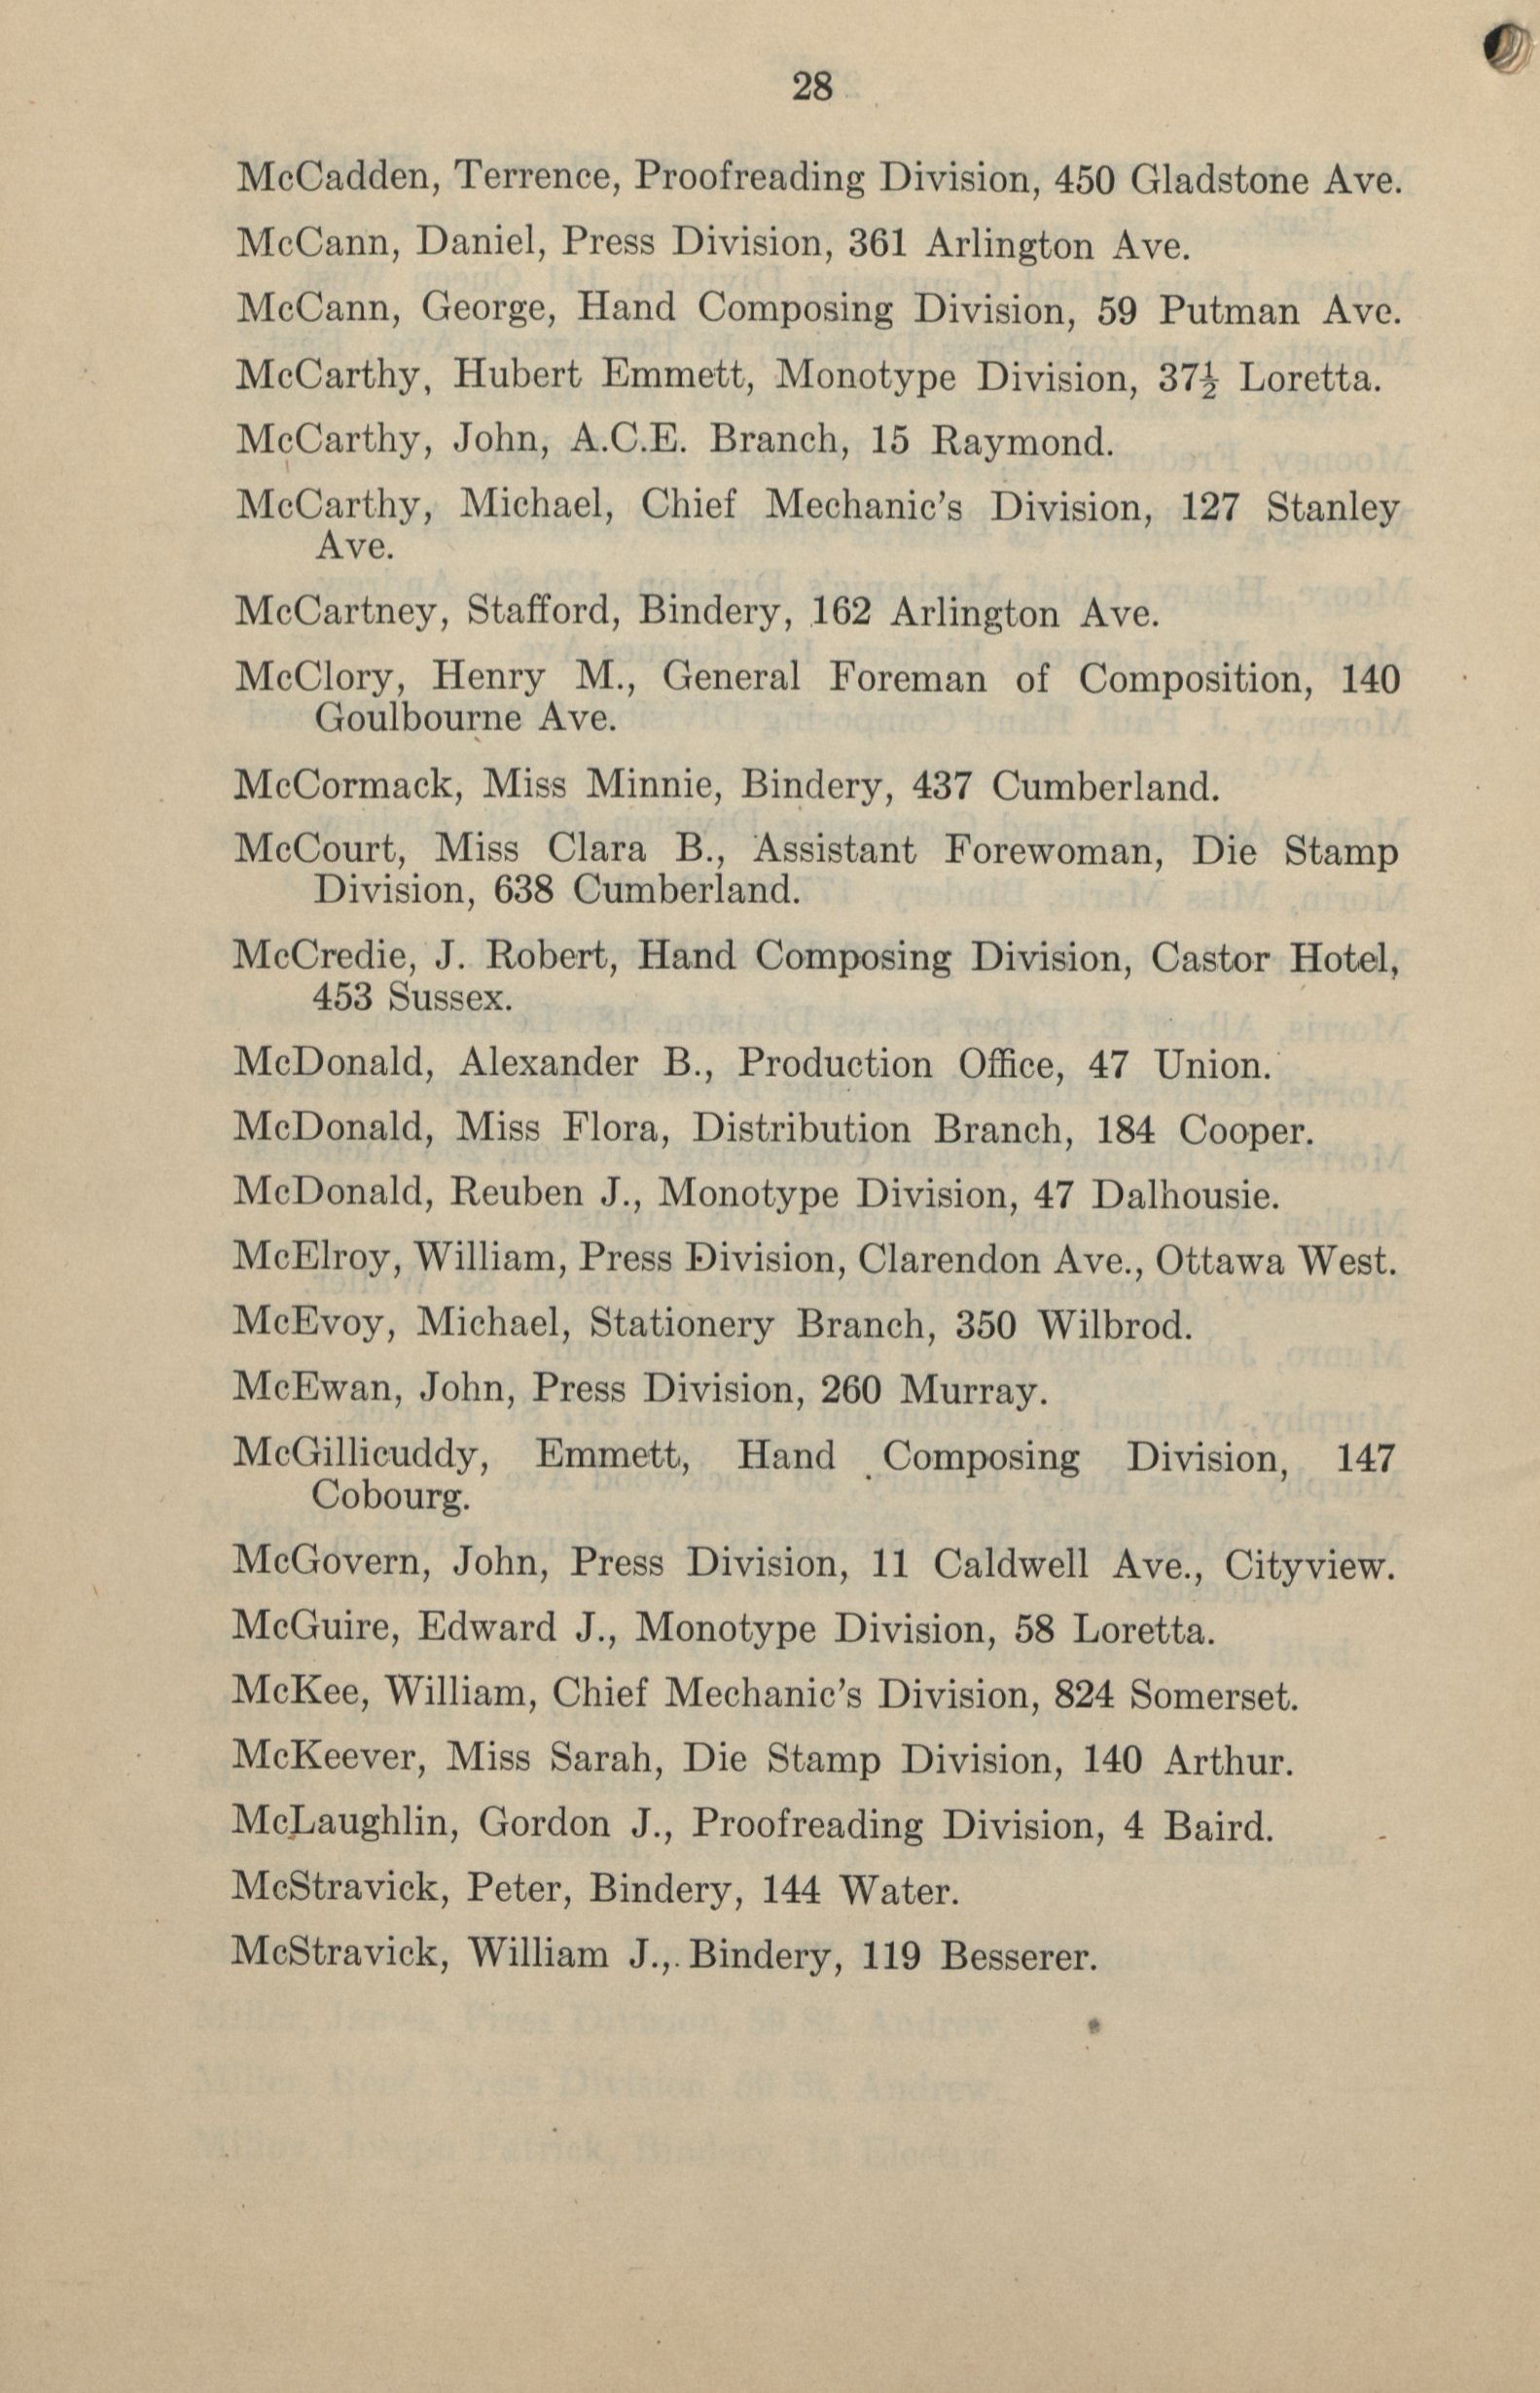 28
McCadden, Terrence, Proofreading Division, 450 Gladstone Ave.
McCann, Daniel, Press Division, 361 Arlington Ave.
McCann, George, Hand Composing Division, 59 Putman Ave.
McCarthy, Hubert Emmett, Monotype Division, 37½ Loretta.
McCarthy, John, A.C.E. Branch, 15 Raymond.
McCarthy, Michael, Chief Mechanic's Division, 127 Stanley
Ave.
McCartney, Stafford, Bindery, 162 Arlington Ave.
McClory, Henry M., General Foreman of Composition, 140
Goulbourne Ave.
McCormack, Miss Minnie, Bindery, 437 Cumberland.
McCourt, Miss Clara B., Assistant Forewoman, Die Stamp
Division, 638 Cumberland.
McCredie, J. Robert, Hand Composing Division, Castor Hotel,
453 Sussex.
McDonald, Alexander B., Production Office, 47 Union.
McDonald, Miss Flora, Distribution Branch, 184 Cooper.
McDonald, Reuben J., Monotype Division, 47 Dalhousie.
McElroy, William, Press Division, Clarendon Ave., Ottawa West.
McEvoy, Michael, Stationery Branch, 350 Wilbrod.
McEwan, John, Press Division, 260 Murray.
McGillicuddy, Emmett, Hand Composing Division, 147
Cobourg.
McGovern, John, Press Division, 11 Caldwell Ave., Cityview.
McGuire, Edward J., Monotype Division, 58 Loretta.
McKee, William, Chief Mechanic's Division, 824 Somerset.
McKeever, Miss Sarah, Die Stamp Division, 140 Arthur.
McLaughlin, Gordon J., Proofreading Division, 4 Baird.
McStravick, Peter, Bindery, 144 Water.
McStravick, William J., Bindery, 119 Besserer.